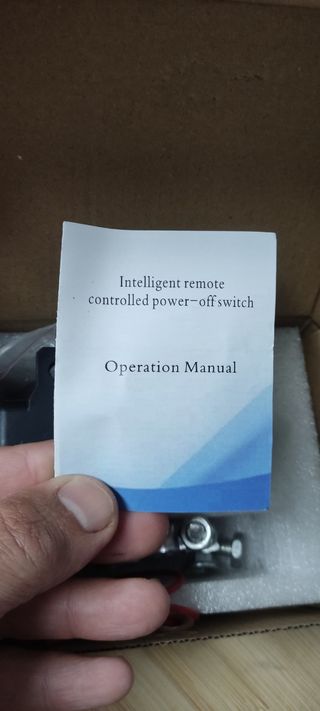 Intelligent remote
controlled power-off switch
Operation Manual